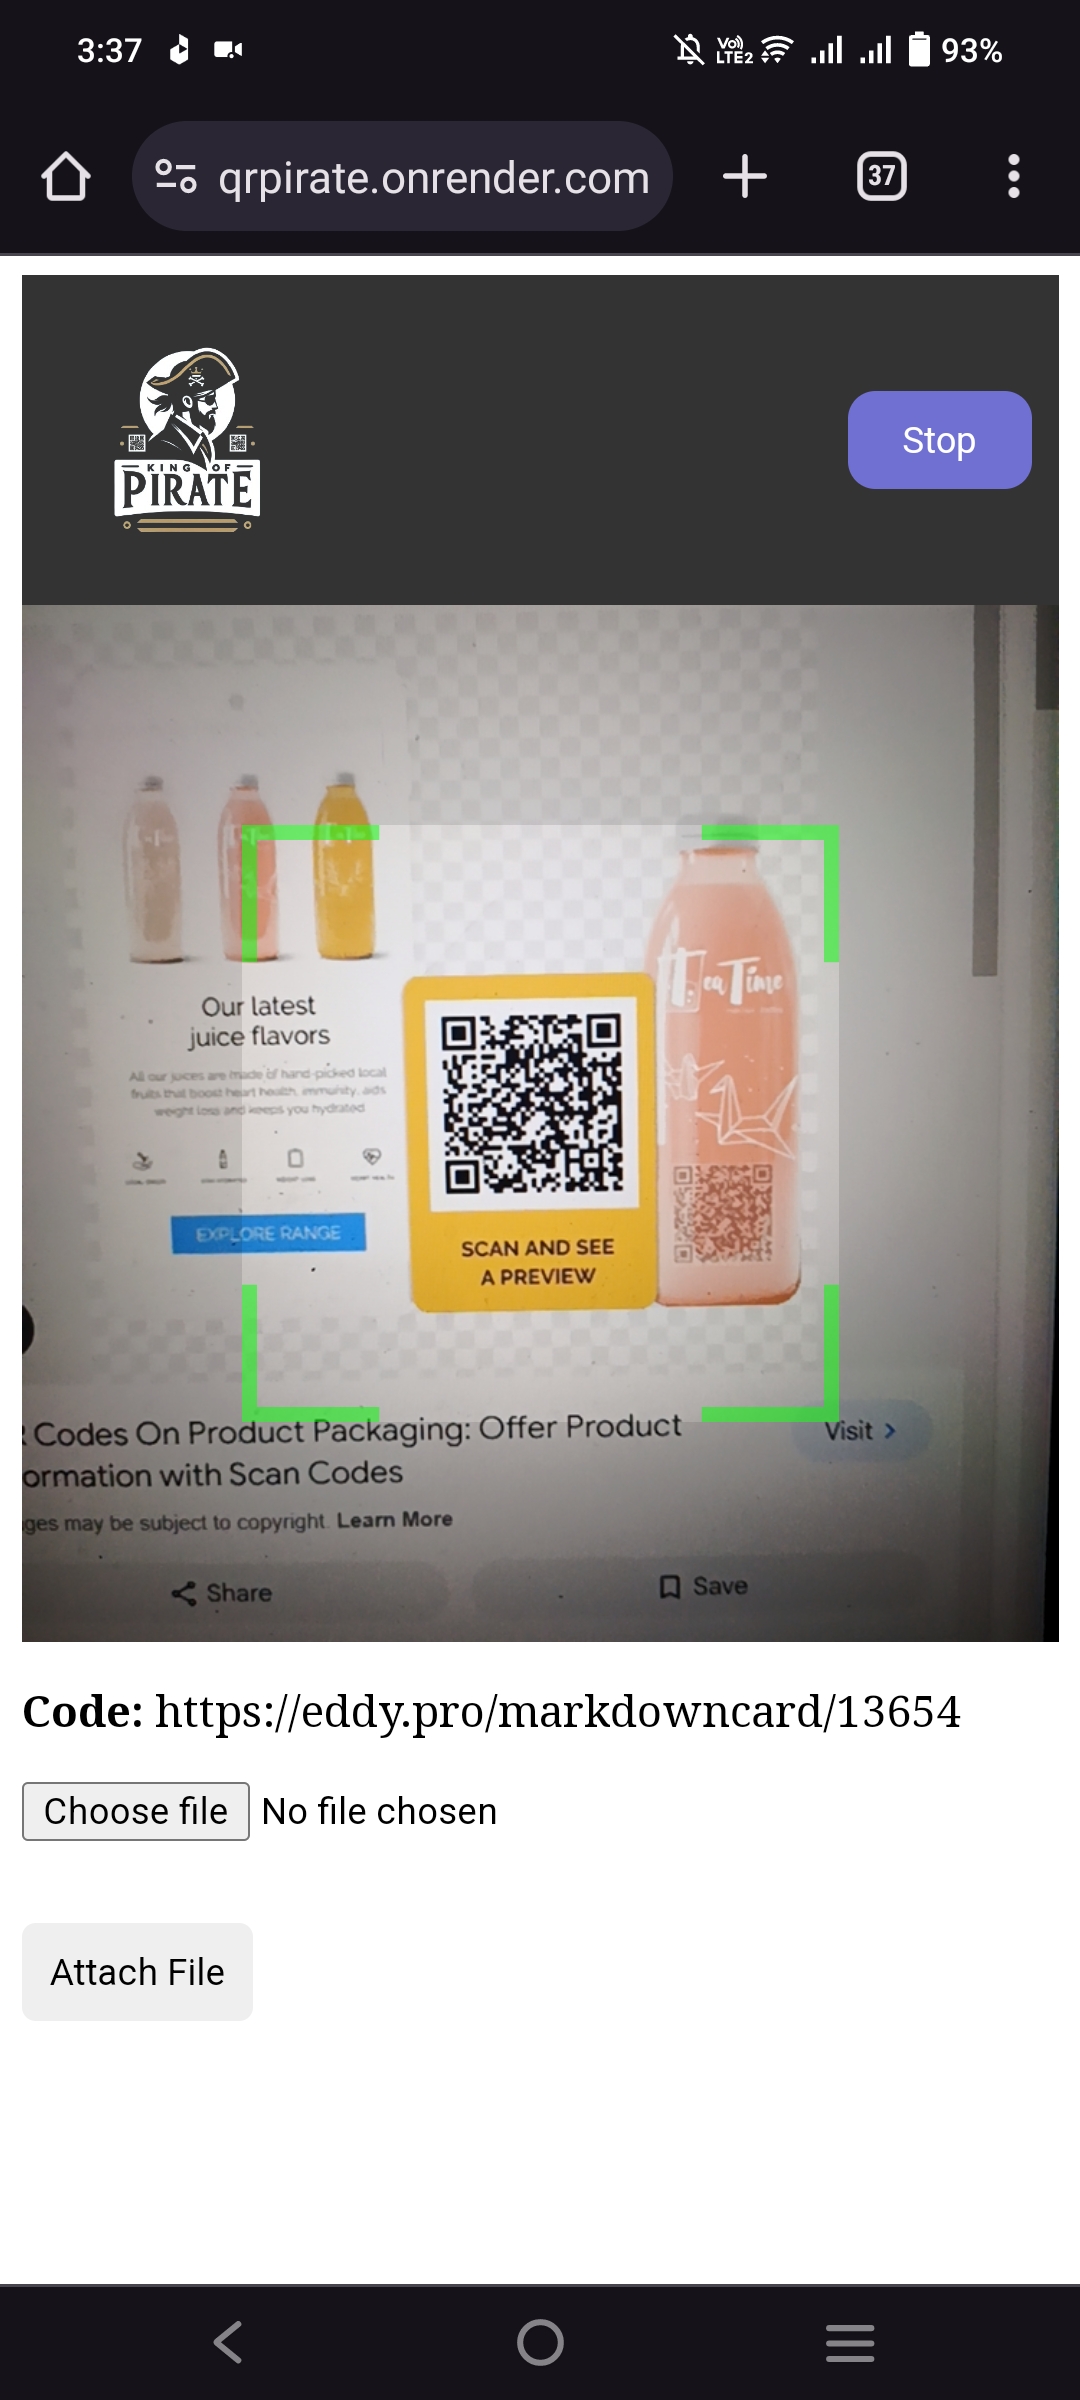 3:37
Vo)) LTE2
93%
qrpirate.onrender.com
37
KING OF
PIRATE
Stop
Tea Time
Our latest
juice flavors
All our juices are made of hand-picked local
fruits that boost heart health, immunity, aids
weight loss and keeps you hydrated
EXPLORE RANGE
SCAN AND SEE
A PREVIEW
Codes On Product Packaging: Offer Product
ormation with Scan Codes
Visit
ges may be subject to copyright. Learn More
Share
Save
Code: https://eddy.pro/markdowncard/13654
Choose file No file chosen
Attach File